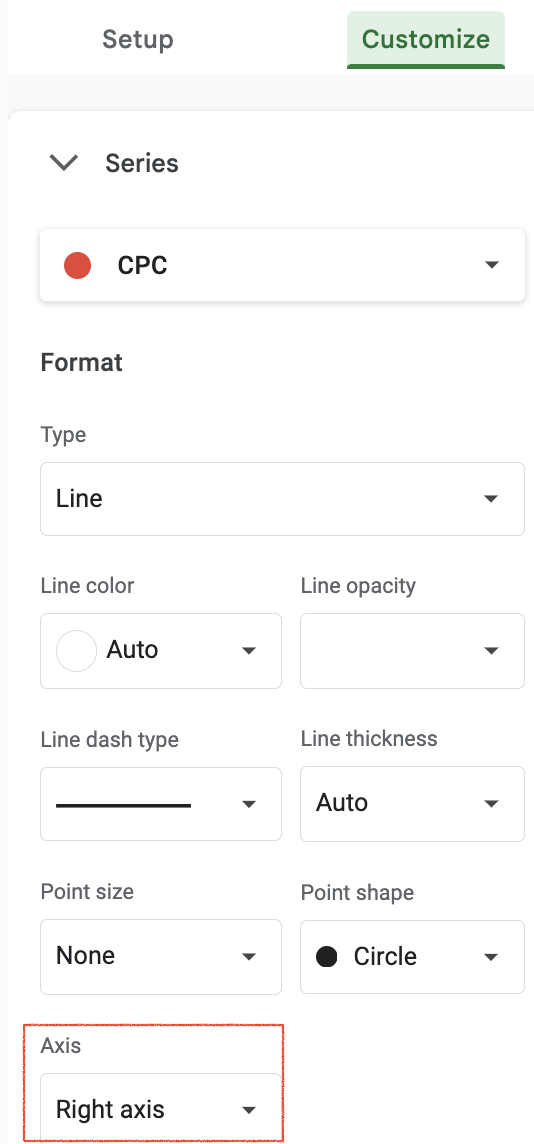 Setup Customize
Series
CPC
Format
Type
Line
Line color Line opacity
Auto
Line dash type Line thickness
Auto
Point size Point shape
None Circle
Axis
Right axis